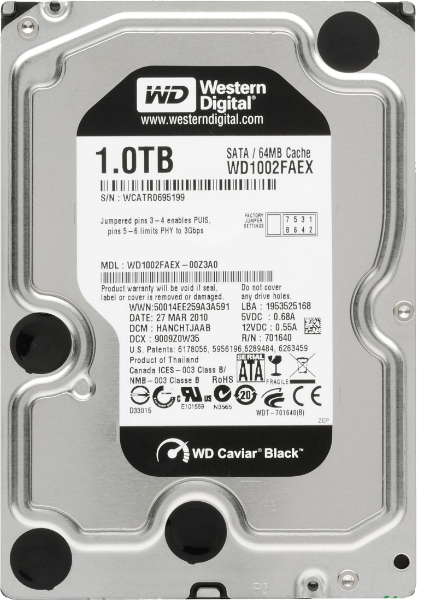 WD Western Digital®
www.westerndigital.com
1.0TB
SATA / 64MB Cache
WD1002FAEX
S/N : WCATR0695199
Jumpered pins 3-4 enables PUIS,
pins 5-6 limits PHY to 3Gbps
FACTORY
JUMPER
SETTINGS
7 5 3 1
8 6 4 2
MDL : WD1002FAEX-00Z3A0
Product warranty will be void if seal,
label or cover is removed or damaged.
Do not cover
any drive holes.
WWN:50014EE259A3A591
LBA : 1953525168
DATE : 27 MAR 2010
5VDC : 0.68A
DCM : HANCHTJAAB
12VDC : 0.55A
DCX : 9009Z0W35
R/N : 701640
U.S. Patents: 6178056, 5956196, 6289484, 6263459
Product of Thailand
Canada ICES-003 Class B/
NMB-003 Classe B
RoHS
SERIAL
ATA
FRAGILE
D33015
E101559
N3565
20
WDT-701640(B)
ZEP
WD Caviar® Black™